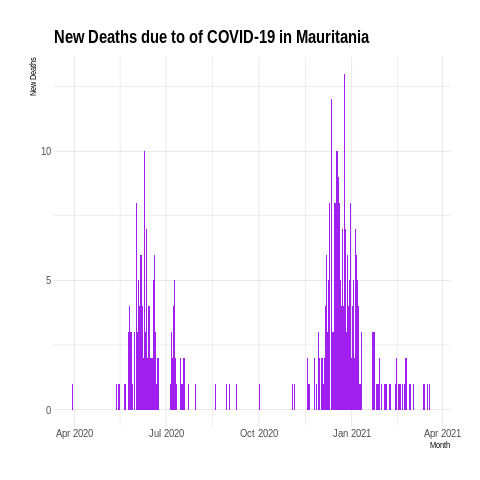 New Deaths due to of COVID-19 in Mauritania
New Deaths
10
5
0
Apr 2020 Jul 2020 Oct 2020 Jan 2021 Apr 2021
Month